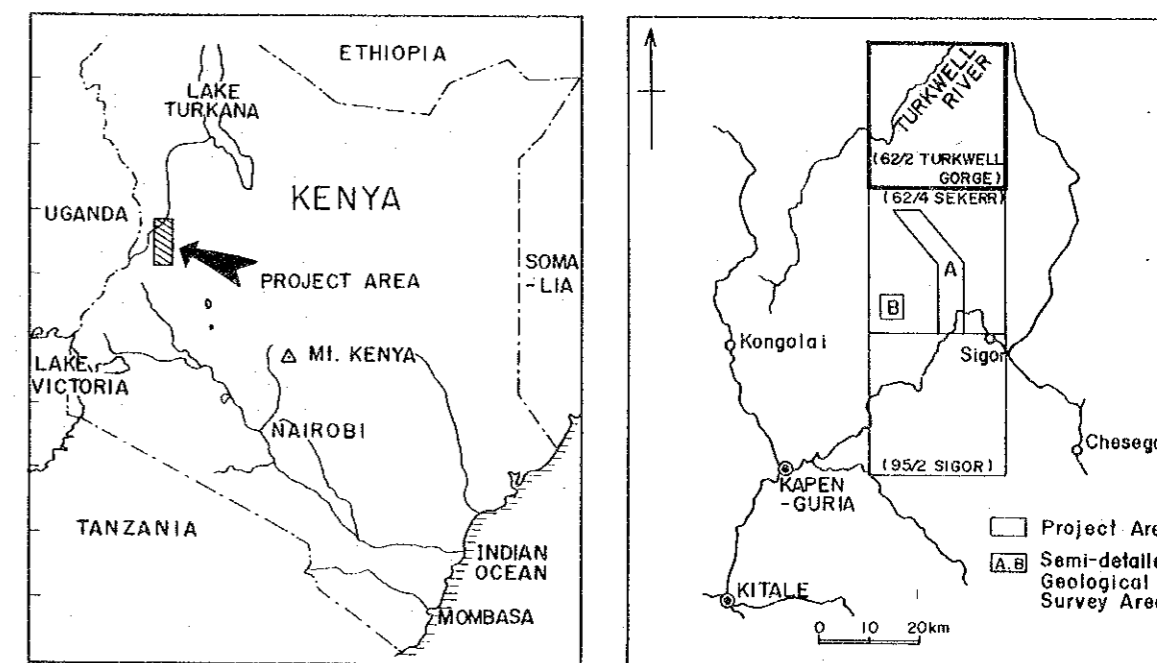 ETHIOPIA
LAKE
TURKANA
KENYA
UGANDA
SOMA
-LIA
PROJECT AREA
MT. KENYA
LAKE
VICTORIA
NAIROBI
TANZANIA
INDIAN
OCEAN
MOMBASA
TURKWELL
RIVER
(62/2 TURKWELL
GORGE)
(62/4 SEKERR)
A
B
Kongolai
Sigor
Chesego
(95/2 SIGOR)
KAPEN
-GURIA
Project Are
A.B Semi-detaile
Geological
Survey Area
KITALE
0 10 20km